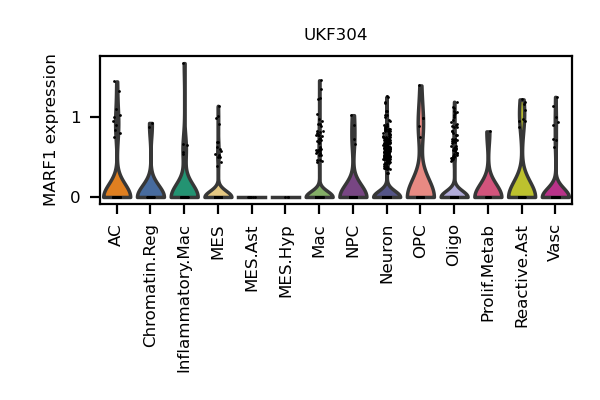 UKF304
MARF1 expression
1
0
AC
Chromatin.Reg
Inflammatory.Mac
MES
MES.Ast
MES.Hyp
Mac
NPC
Neuron
OPC
Oligo
Prolif.Metab
Reactive.Ast
Vasc